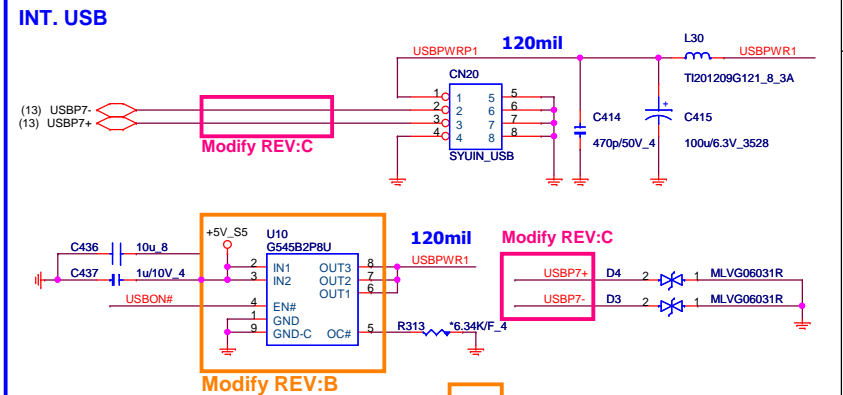 INT. USB
USBPWRP1
120mil
L30
USBPWR1
TI201209G121_8_3A
CN20
(13) USBP7-
(13) USBP7+
1 1 5 5
2 2 6 6
3 3 7 7
4 4 8 8
SYUIN_USB
Modify REV:C
C414
470p/50V_4
+
C415
100u/6.3V_3528
+5V_S5
U10
G545B2P8U
C436 10u_8
C437 1u/10V_4
USBON#
2 IN1
3 IN2
4 EN#
1 GND
9 GND-C
OUT3 8
OUT2 7
OUT1 6
OC# 5
120mil
USBPWR1
R313 *6.34K/F_4
Modify REV:B
Modify REV:C
USBP7+ D4 2 1 MLVG06031R
USBP7- D3 2 1 MLVG06031R